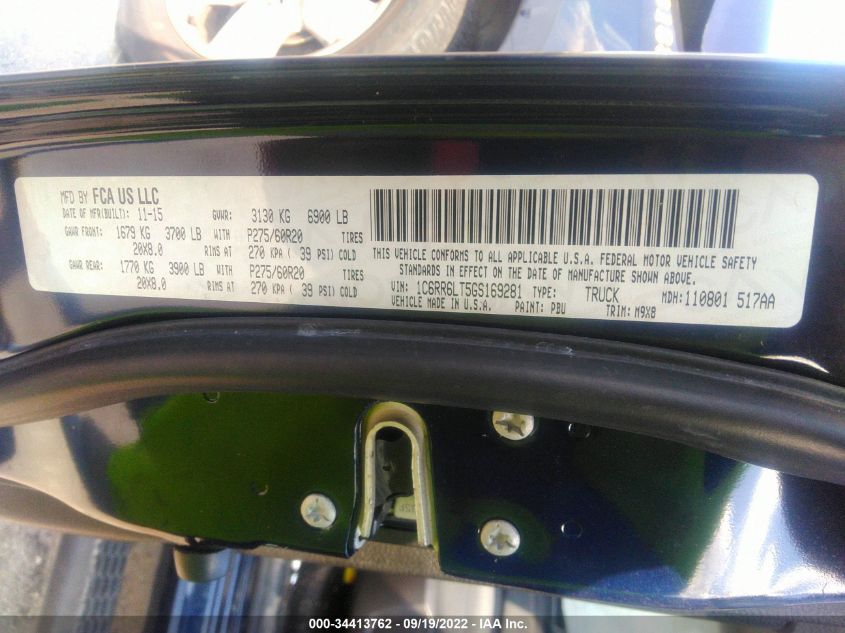 MFD BY FCA US LLC
DATE OF MFR(BUILT): 11-15 GVWR: 3130 KG 6900 LB
GAWR FRONT: 1679 KG 3700 LB WITH P275/60R20 TIRES
20X8.0 RIMS AT 270 KPA ( 39 PSI) COLD
GAWR REAR: 1770 KG 3900 LB WITH P275/60R20 TIRES
20X8.0 RIMS AT 270 KPA ( 39 PSI) COLD
THIS VEHICLE CONFORMS TO ALL APPLICABLE U.S.A. FEDERAL MOTOR VEHICLE SAFETY
STANDARDS IN EFFECT ON THE DATE OF MANUFACTURE SHOWN ABOVE.
VIN: 1C6RR6LT5GS169281 TYPE: TRUCK MDH: 110801 517AA
MADE IN U.S.A. PAINT: PBU TRIM: M9X8
000-34413762 - 09/19/2022 - IAA Inc.